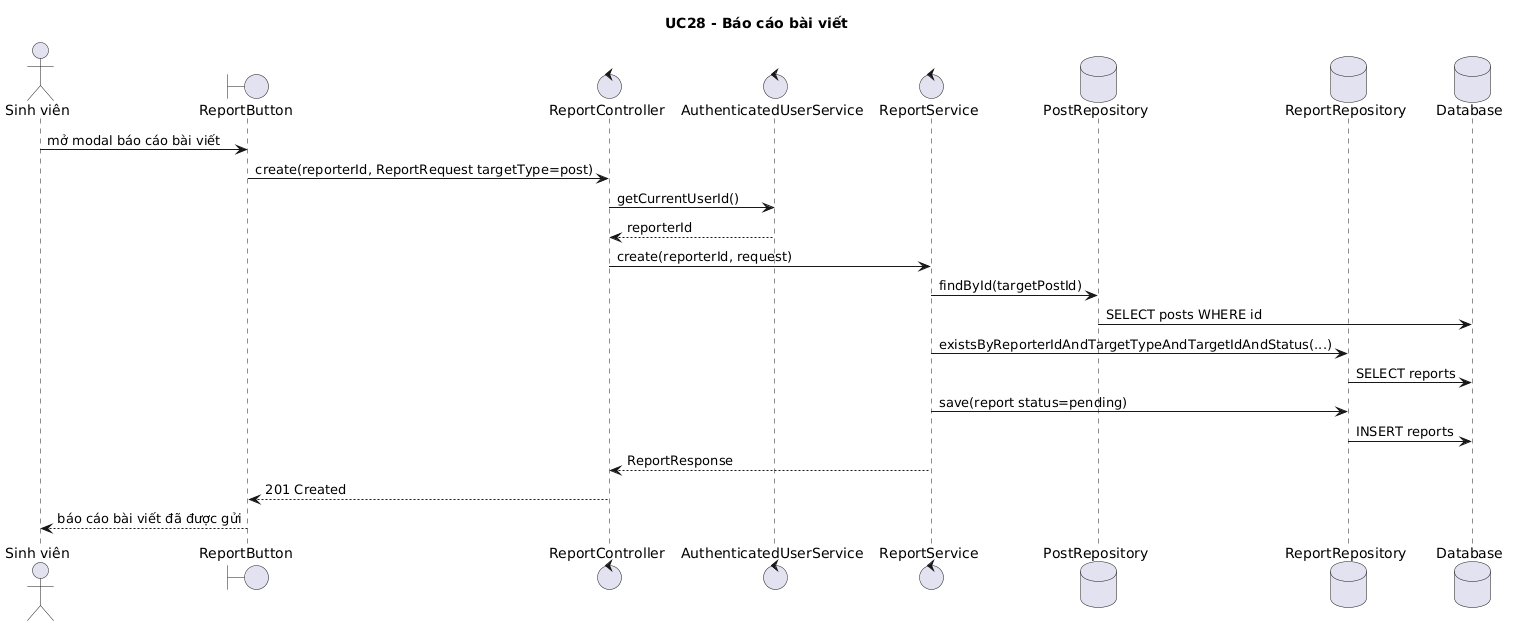 UC28 - Báo cáo bài viết
Sinh viên
ReportButton
ReportController
AuthenticatedUserService
ReportService
PostRepository
ReportRepository
Database
mở modal báo cáo bài viết
create(reporterId, ReportRequest targetType=post)
getCurrentUserId()
reporterId
create(reporterId, request)
findById(targetPostId)
SELECT posts WHERE id
existsByReporterIdAndTargetTypeAndTargetIdAndStatus(...)
SELECT reports
save(report status=pending)
INSERT reports
ReportResponse
201 Created
báo cáo bài viết đã được gửi
Sinh viên
ReportButton
ReportController
AuthenticatedUserService
ReportService
PostRepository
ReportRepository
Database